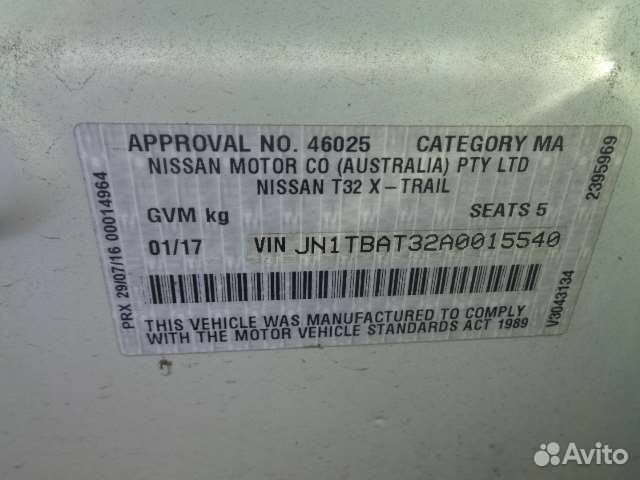 APPROVAL NO. 46025 CATEGORY MA
NISSAN MOTOR CO (AUSTRALIA) PTY LTD
NISSAN T32 X-TRAIL
GVM kg SEATS 5
01/17 VIN JN1TBAT32A0015540
THIS VEHICLE WAS MANUFACTURED TO COMPLY
WITH THE MOTOR VEHICLE STANDARDS ACT 1989
PRX 29/07/16 00014964
2395969
V3043134
Avito